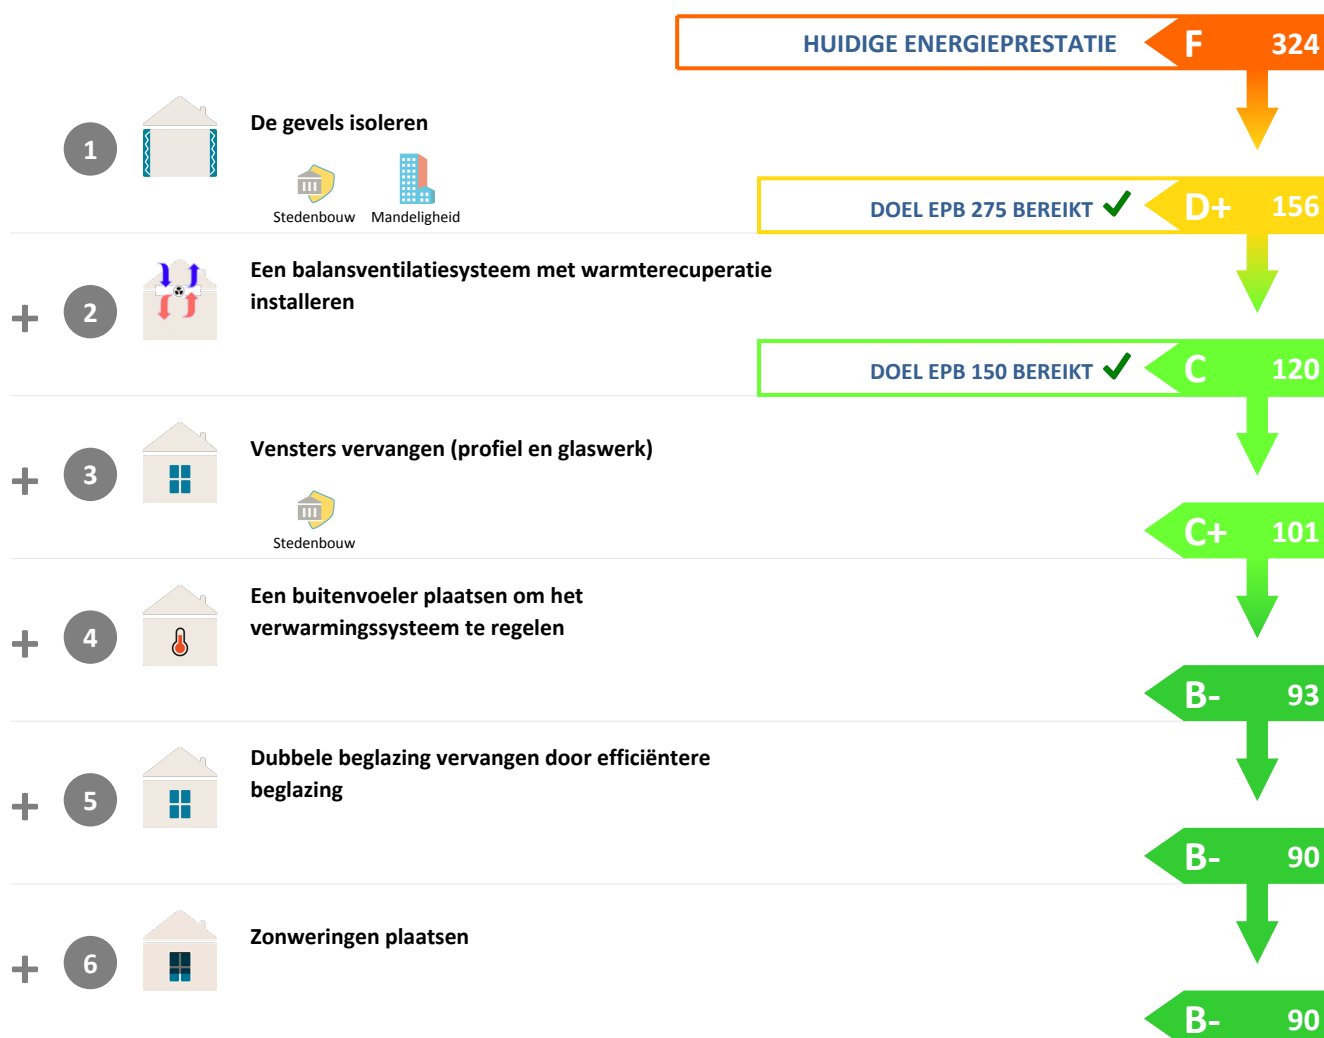 HUIDIGE ENERGIEPRESTATIE F 324
1 De gevels isoleren
Stedenbouw Mandeligheid
DOEL EPB 275 BEREIKT D+ 156
+ 2 Een balansventilatiesysteem met warmterecuperatie
installeren
DOEL EPB 150 BEREIKT C 120
+ 3 Vensters vervangen (profiel en glaswerk)
Stedenbouw
C+ 101
+ 4 Een buitenvoeler plaatsen om het
verwarmingssysteem te regelen
B- 93
+ 5 Dubbele beglazing vervangen door efficiëntere
beglazing
B- 90
+ 6 Zonweringen plaatsen
B- 90